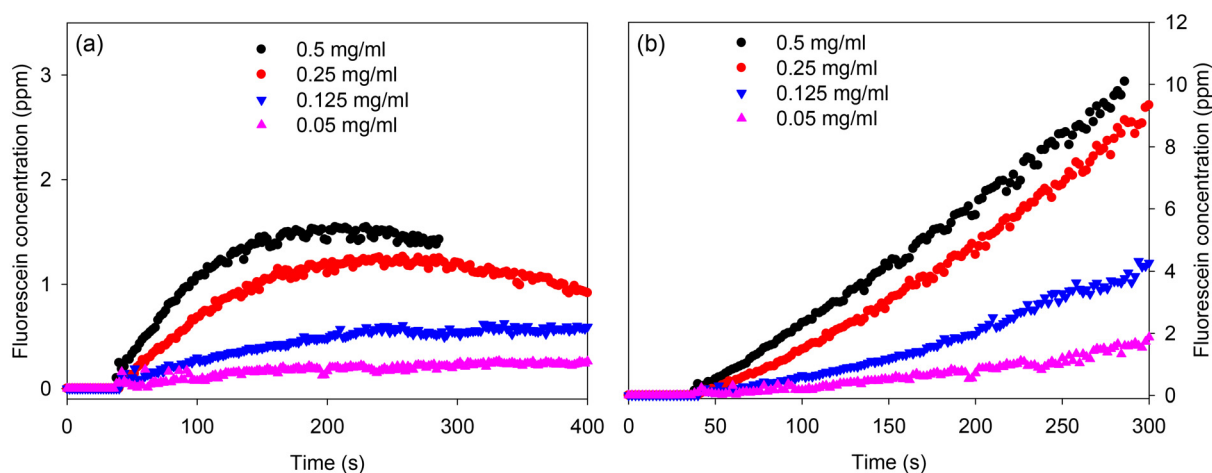 (a)
0.5 mg/ml
0.25 mg/ml
0.125 mg/ml
0.05 mg/ml
Fluorescein concentration (ppm)
3
2
1
0
0 100 200 300 400
Time (s)
(b)
0.5 mg/ml
0.25 mg/ml
0.125 mg/ml
0.05 mg/ml
12
10
8
6
4
2
0
Fluorescein concentration (ppm)
0 50 100 150 200 250 300
Time (s)